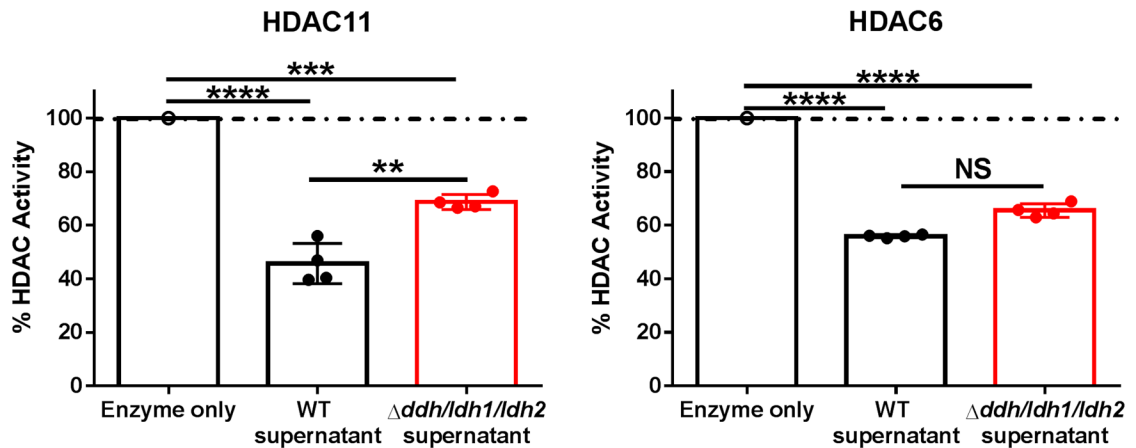 HDAC11
***
****
**
% HDAC Activity
100
80
60
40
20
0
Enzyme only
WT
supernatant
Δddh/ldh1/ldh2
supernatant
HDAC6
****
****
NS
% HDAC Activity
100
80
60
40
20
0
Enzyme only
WT
supernatant
Δddh/ldh1/ldh2
supernatant